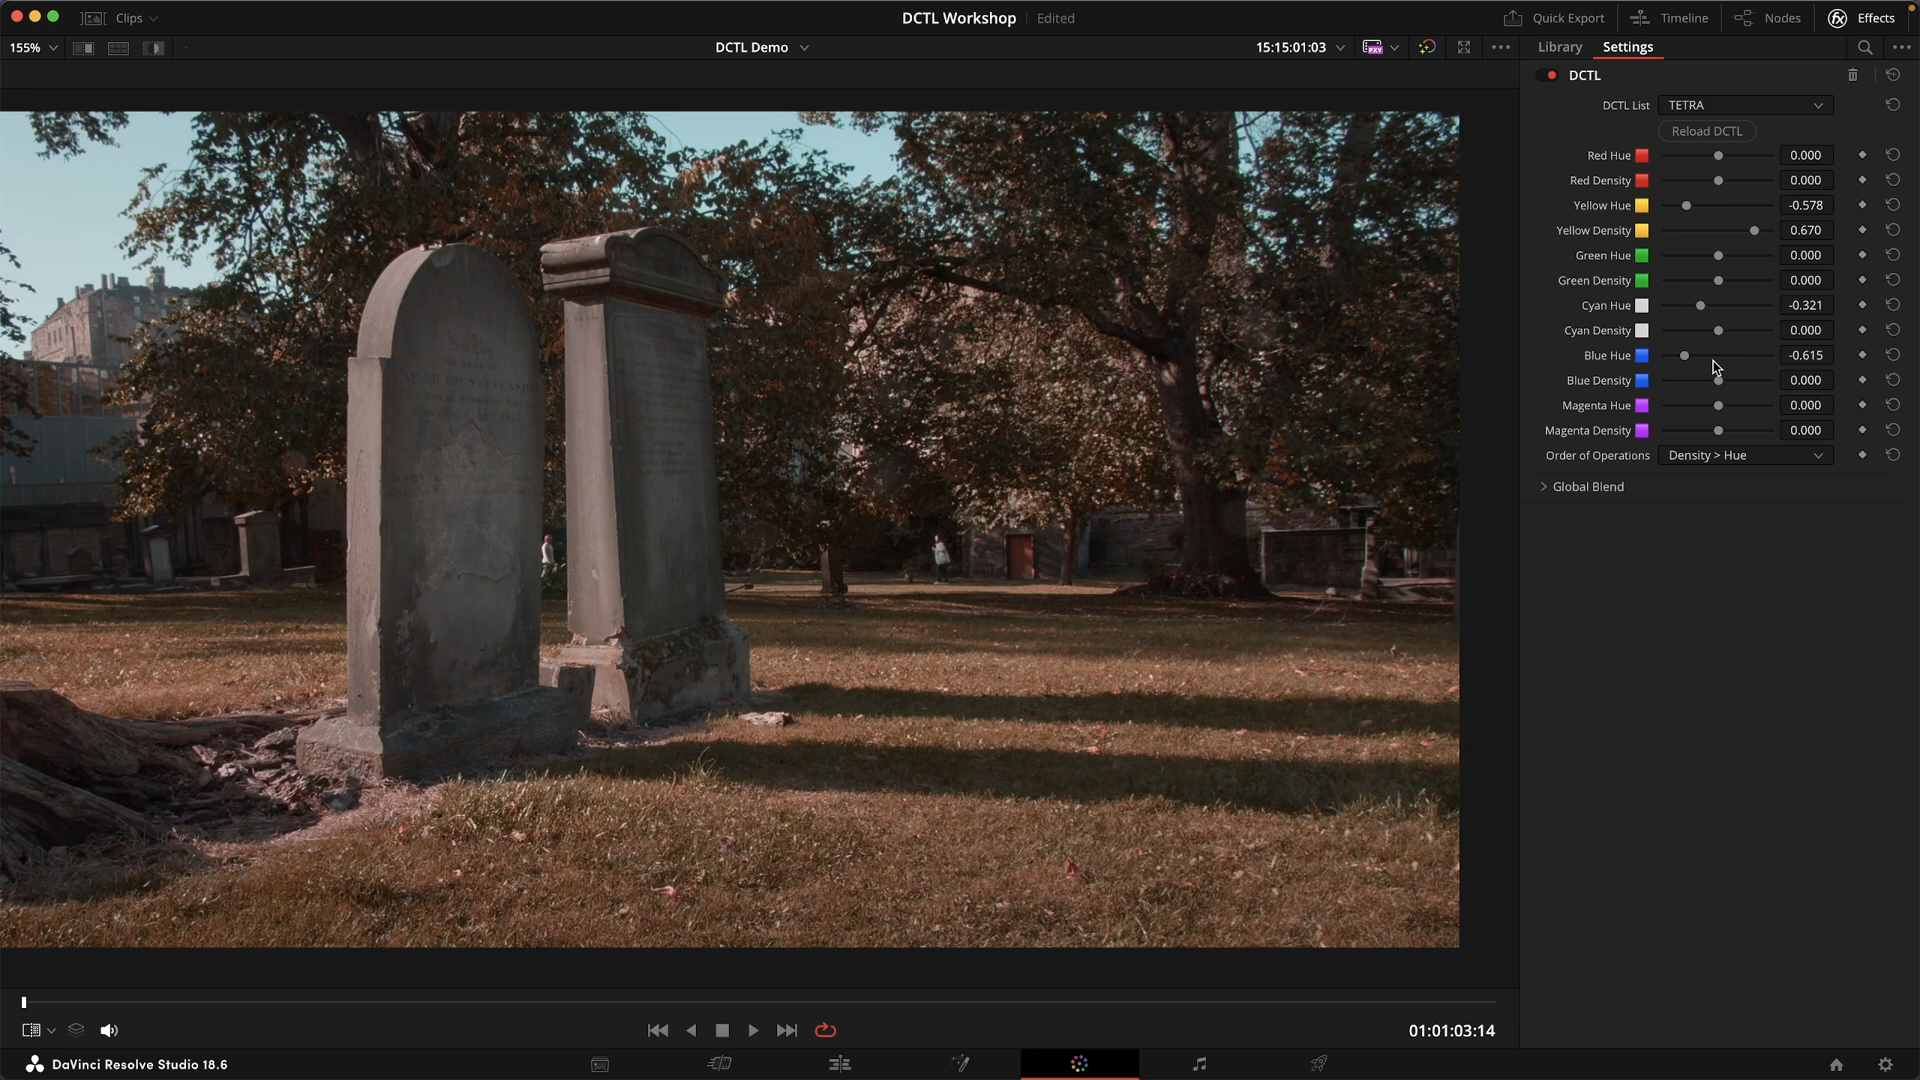 Clips
DCTL Workshop
Edited
Quick Export
Timeline
Nodes
Effects
155%
DCTL Demo
15:15:01:03
PXY
Library
Settings
DCTL
DCTL List
TETRA
Reload DCTL
Red Hue
0.000
Red Density
0.000
Yellow Hue
-0.578
Yellow Density
0.670
Green Hue
0.000
Green Density
0.000
Cyan Hue
-0.321
Cyan Density
0.000
Blue Hue
-0.615
Blue Density
0.000
Magenta Hue
0.000
Magenta Density
0.000
Order of Operations
Density > Hue
Global Blend
01:01:03:14
DaVinci Resolve Studio 18.6